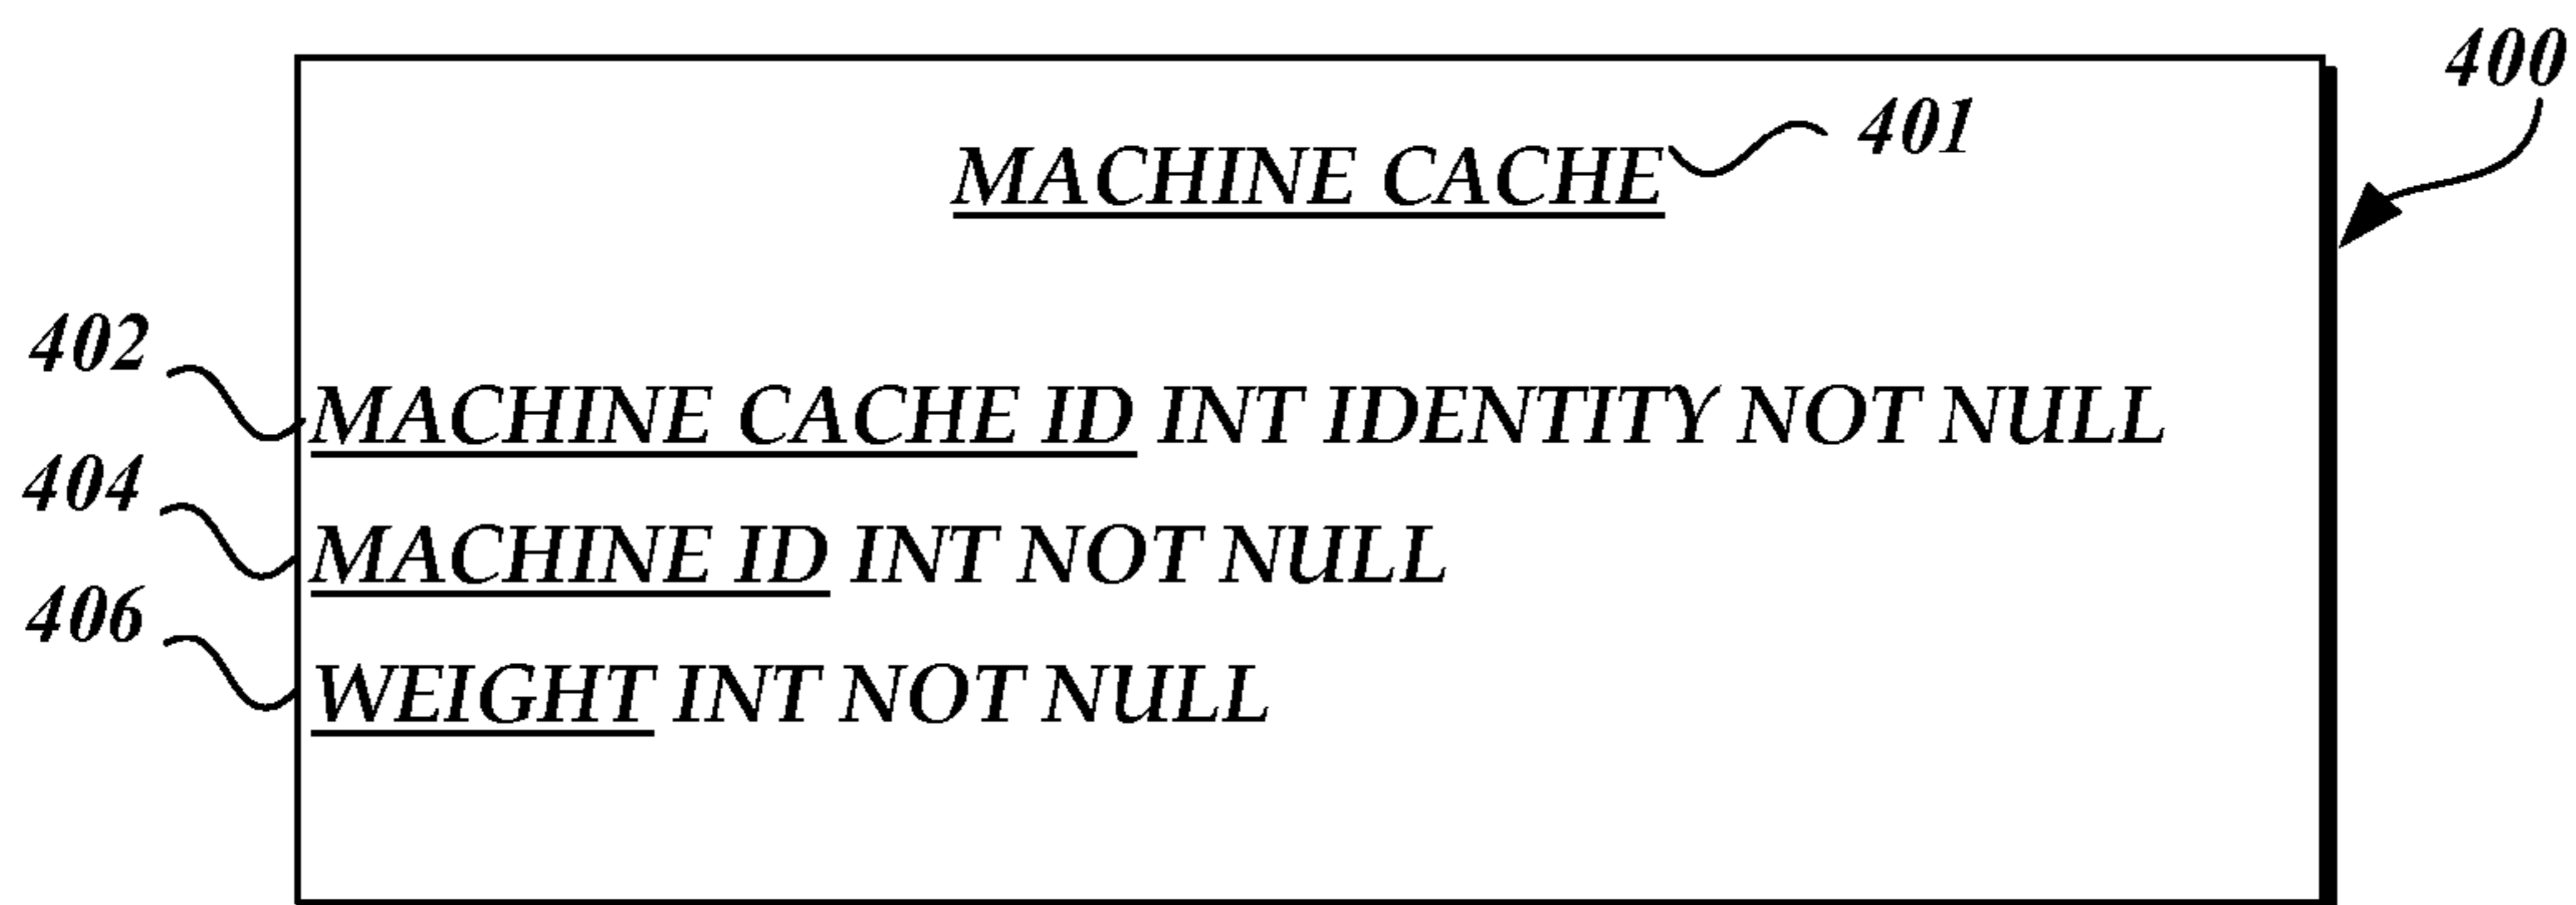 400
MACHINE CACHE 401
402
MACHINE CACHE ID INT IDENTITY NOT NULL
404
MACHINE ID INT NOT NULL
406
WEIGHT INT NOT NULL